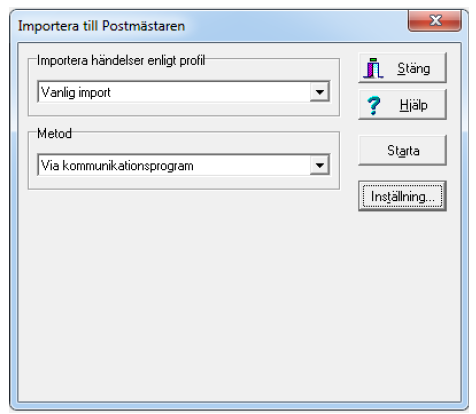 Importera till Postmästaren
Importera händelser enligt profil
Vanlig import
Metod
Via kommunikationsprogram
Stäng
Hjälp
Starta
Inställning...